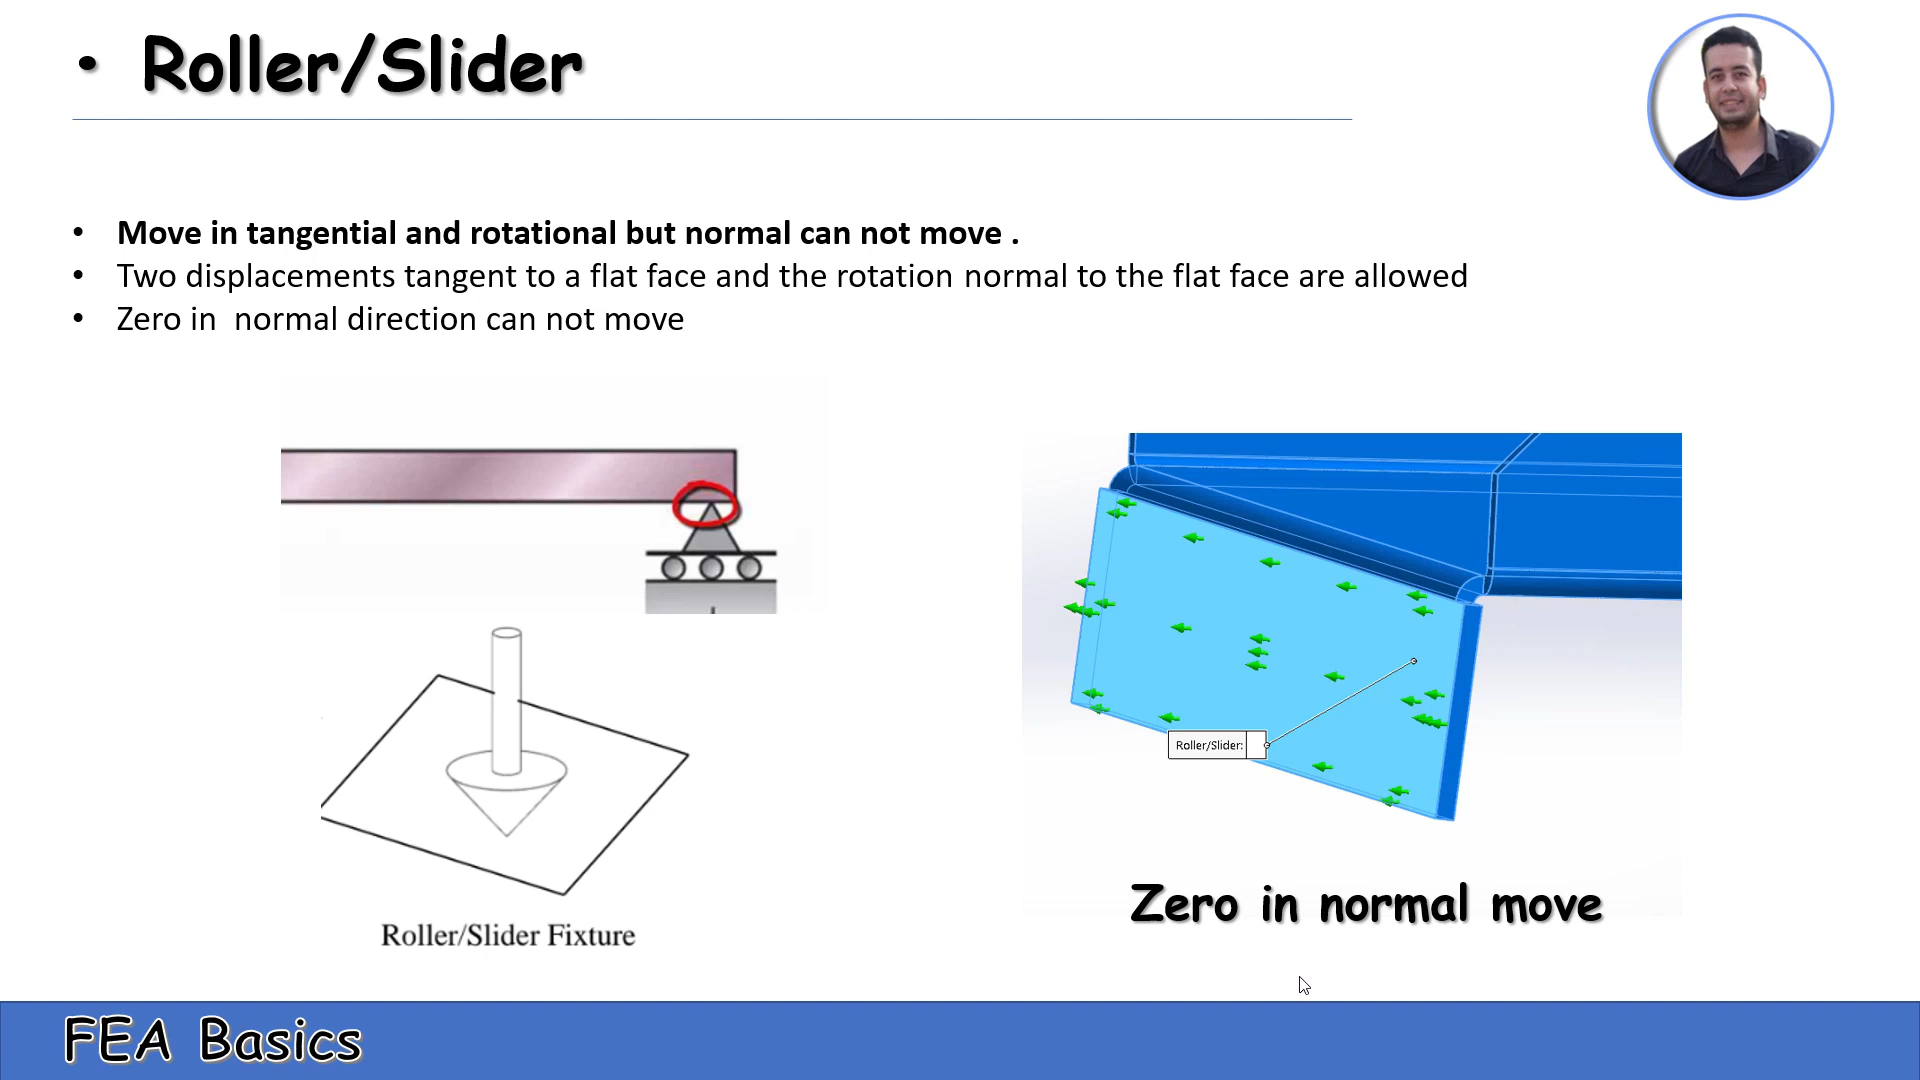 • Roller/Slider
• Move in tangential and rotational but normal can not move .
• Two displacements tangent to a flat face and the rotation normal to the flat face are allowed
• Zero in  normal direction can not move
Roller/Slider:
Roller/Slider Fixture
Zero in normal move
FEA Basics